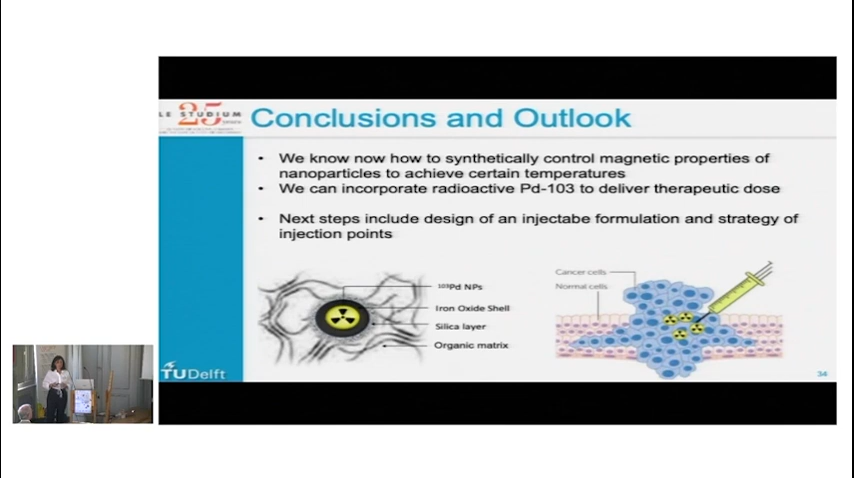 LE STUDIUM
25
Conclusions and Outlook
• We know now how to synthetically control magnetic properties of
nanoparticles to achieve certain temperatures
• We can incorporate radioactive Pd-103 to deliver therapeutic dose
• Next steps include design of an injectabe formulation and strategy of
injection points
¹⁰³Pd NPs
Iron Oxide Shell
Silica layer
Organic matrix
Cancer cells
Normal cells
TUDelft
34